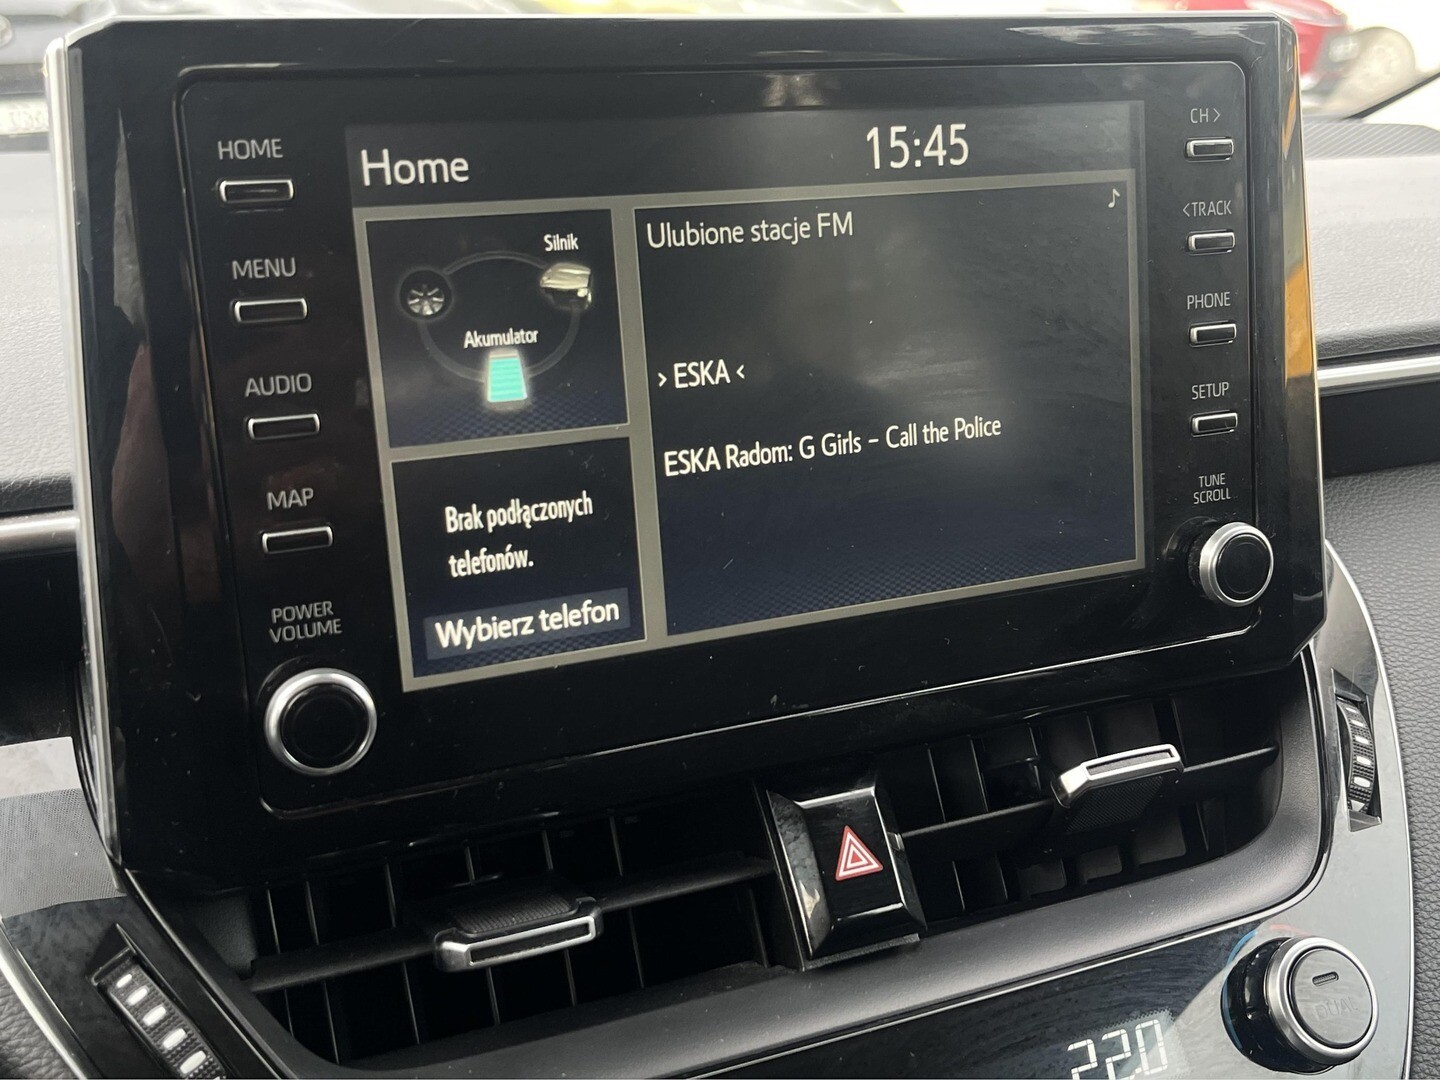 HOME
MENU
AUDIO
MAP
POWER
VOLUME
Home
15:45
Silnik
Akumulator
Brak podłączonych
telefonów.
Wybierz telefon
Ulubione stacje FM
♪
› ESKA ‹
ESKA Radom: G Girls – Call the Police
CH >
<TRACK
PHONE
SETUP
TUNE
SCROLL
22.0
DUAL